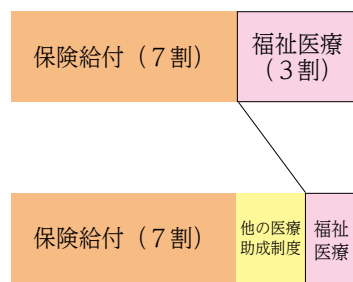 保険給付（７割）
福祉医療
（３割）
保険給付（７割）
他の医療
助成制度
福祉
医療